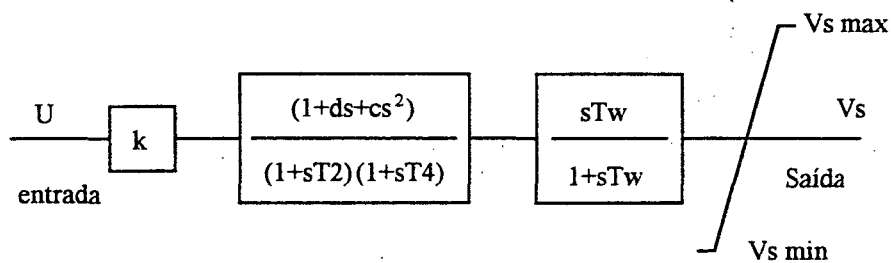 Vs max
U
k
(1+ds+cs²)
(1+sT2)(1+sT4)
sTw
1+sTw
Vs
entrada
Saída
Vs min